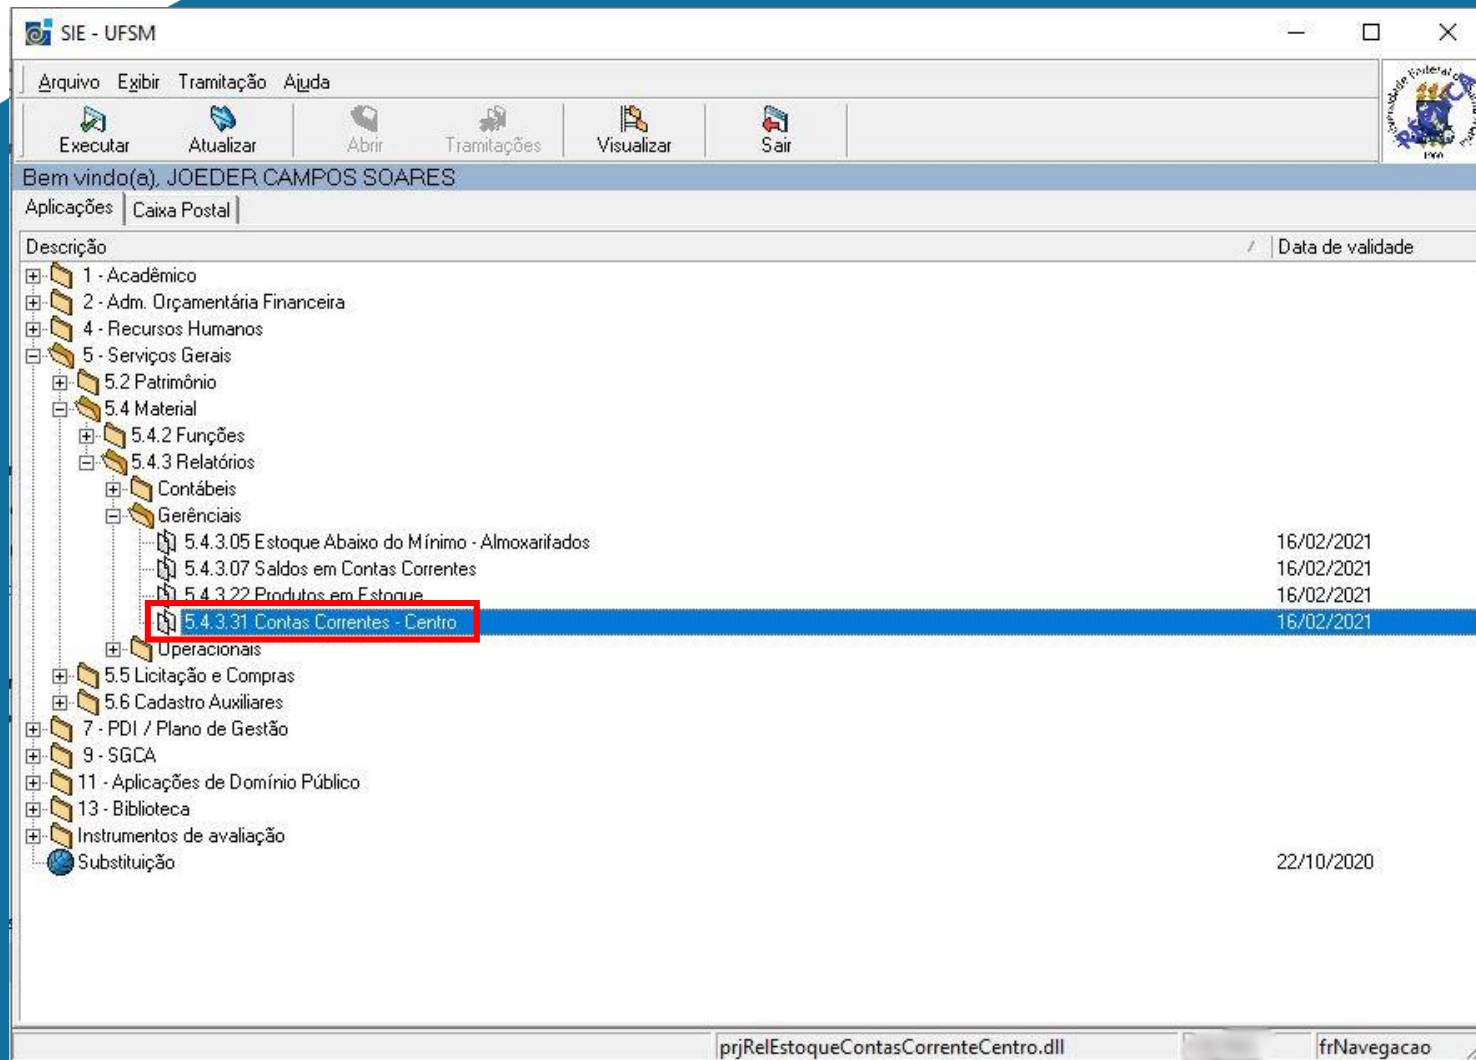 SIE - UFSM
Arquivo Exibir Tramitação Ajuda
Executar Atualizar Abrir Tramitações Visualizar Sair
Bem vindo(a), JOEDER CAMPOS SOARES
Aplicações Caixa Postal
Descrição Data de validade
1 - Acadêmico
2 - Adm. Orçamentária Financeira
4 - Recursos Humanos
5 - Serviços Gerais
5.2 Patrimônio
5.4 Material
5.4.2 Funções
5.4.3 Relatórios
Contábeis
Gerênciais
5.4.3.05 Estoque Abaixo do Mínimo - Almoxarifados 16/02/2021
5.4.3.07 Saldos em Contas Correntes 16/02/2021
5.4.3.22 Produtos em Estoque 16/02/2021
5.4.3.31 Contas Correntes - Centro 16/02/2021
Operacionais
5.5 Licitação e Compras
5.6 Cadastro Auxiliares
7 - PDI / Plano de Gestão
9 - SGCA
11 - Aplicações de Domínio Público
13 - Biblioteca
Instrumentos de avaliação
Substituição 22/10/2020
prjRelEstoqueContasCorrenteCentro.dll frNavegacao